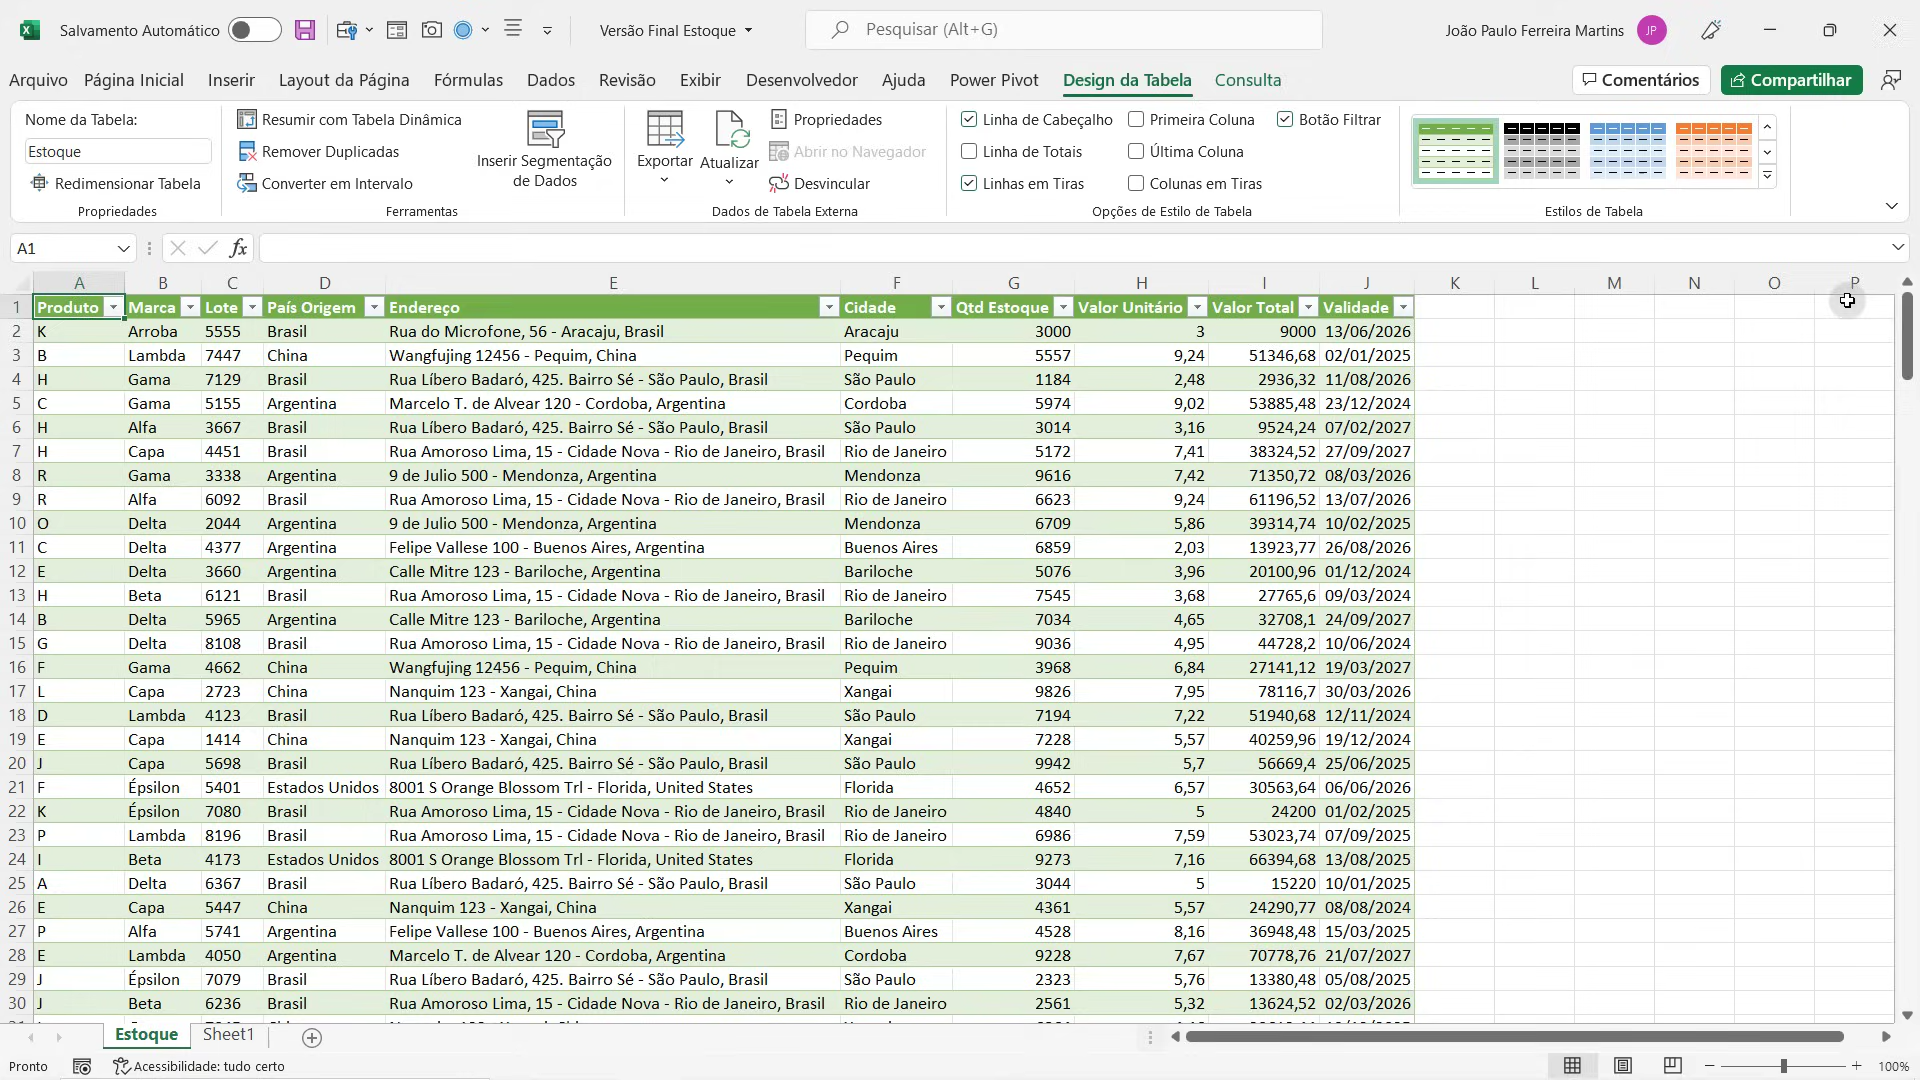 Salvamento Automático
Versão Final Estoque
Pesquisar (Alt+G)
João Paulo Ferreira Martins JP
Arquivo Página Inicial Inserir Layout da Página Fórmulas Dados Revisão Exibir Desenvolvedor Ajuda Power Pivot Design da Tabela Consulta Comentários Compartilhar
Nome da Tabela:
Estoque
Redimensionar Tabela
Propriedades
Resumir com Tabela Dinâmica
Remover Duplicadas
Converter em Intervalo
Inserir Segmentação
de Dados
Ferramentas
Exportar Atualizar
Propriedades
Abrir no Navegador
Desvincular
Dados de Tabela Externa
Linha de Cabeçalho Primeira Coluna Botão Filtrar
Linha de Totais Última Coluna
Linhas em Tiras Colunas em Tiras
Opções de Estilo de Tabela
Estilos de Tabela
A1 fx
A B C D E F G H I J K L M N O P
1 Produto Marca Lote País Origem Endereço Cidade Qtd Estoque Valor Unitário Valor Total Validade
2 K Arroba 5555 Brasil Rua do Microfone, 56 - Aracaju, Brasil Aracaju 3000 3 9000 13/06/2026
3 B Lambda 7447 China Wangfujing 12456 - Pequim, China Pequim 5557 9,24 51346,68 02/01/2025
4 H Gama 7129 Brasil Rua Líbero Badaró, 425. Bairro Sé - São Paulo, Brasil São Paulo 1184 2,48 2936,32 11/08/2026
5 C Gama 5155 Argentina Marcelo T. de Alvear 120 - Cordoba, Argentina Cordoba 5974 9,02 53885,48 23/12/2024
6 H Alfa 3667 Brasil Rua Líbero Badaró, 425. Bairro Sé - São Paulo, Brasil São Paulo 3014 3,16 9524,24 07/02/2027
7 H Capa 4451 Brasil Rua Amoroso Lima, 15 - Cidade Nova - Rio de Janeiro, Brasil Rio de Janeiro 5172 7,41 38324,52 27/09/2027
8 R Gama 3338 Argentina 9 de Julio 500 - Mendonza, Argentina Mendonza 9616 7,42 71350,72 08/03/2026
9 R Alfa 6092 Brasil Rua Amoroso Lima, 15 - Cidade Nova - Rio de Janeiro, Brasil Rio de Janeiro 6623 9,24 61196,52 13/07/2026
10 O Delta 2044 Argentina 9 de Julio 500 - Mendonza, Argentina Mendonza 6709 5,86 39314,74 10/02/2025
11 C Delta 4377 Argentina Felipe Vallese 100 - Buenos Aires, Argentina Buenos Aires 6859 2,03 13923,77 26/08/2026
12 E Delta 3660 Argentina Calle Mitre 123 - Bariloche, Argentina Bariloche 5076 3,96 20100,96 01/12/2024
13 H Beta 6121 Brasil Rua Amoroso Lima, 15 - Cidade Nova - Rio de Janeiro, Brasil Rio de Janeiro 7545 3,68 27765,6 09/03/2024
14 B Delta 5965 Argentina Calle Mitre 123 - Bariloche, Argentina Bariloche 7034 4,65 32708,1 24/09/2027
15 G Delta 8108 Brasil Rua Amoroso Lima, 15 - Cidade Nova - Rio de Janeiro, Brasil Rio de Janeiro 9036 4,95 44728,2 10/06/2024
16 F Gama 4662 China Wangfujing 12456 - Pequim, China Pequim 3968 6,84 27141,12 19/03/2027
17 L Capa 2723 China Nanquim 123 - Xangai, China Xangai 9826 7,95 78116,7 30/03/2026
18 D Lambda 4123 Brasil Rua Líbero Badaró, 425. Bairro Sé - São Paulo, Brasil São Paulo 7194 7,22 51940,68 12/11/2024
19 E Capa 1414 China Nanquim 123 - Xangai, China Xangai 7228 5,57 40259,96 19/12/2024
20 J Capa 5698 Brasil Rua Líbero Badaró, 425. Bairro Sé - São Paulo, Brasil São Paulo 9942 5,7 56669,4 25/06/2025
21 F Épsilon 5401 Estados Unidos 8001 S Orange Blossom Trl - Florida, United States Florida 4652 6,57 30563,64 06/06/2026
22 K Épsilon 7080 Brasil Rua Amoroso Lima, 15 - Cidade Nova - Rio de Janeiro, Brasil Rio de Janeiro 4840 5 24200 01/02/2025
23 P Lambda 8196 Brasil Rua Amoroso Lima, 15 - Cidade Nova - Rio de Janeiro, Brasil Rio de Janeiro 6986 7,59 53023,74 07/09/2025
24 I Beta 4173 Estados Unidos 8001 S Orange Blossom Trl - Florida, United States Florida 9273 7,16 66394,68 13/08/2025
25 A Delta 6367 Brasil Rua Líbero Badaró, 425. Bairro Sé - São Paulo, Brasil São Paulo 3044 5 15220 10/01/2025
26 E Capa 5447 China Nanquim 123 - Xangai, China Xangai 4361 5,57 24290,77 08/08/2024
27 P Alfa 5741 Argentina Felipe Vallese 100 - Buenos Aires, Argentina Buenos Aires 4528 8,16 36948,48 15/03/2025
28 E Lambda 4050 Argentina Marcelo T. de Alvear 120 - Cordoba, Argentina Cordoba 9228 7,67 70778,76 21/07/2027
29 J Épsilon 7079 Brasil Rua Líbero Badaró, 425. Bairro Sé - São Paulo, Brasil São Paulo 2323 5,76 13380,48 05/08/2025
30 J Beta 6236 Brasil Rua Amoroso Lima, 15 - Cidade Nova - Rio de Janeiro, Brasil Rio de Janeiro 2561 5,32 13624,52 02/03/2026
Estoque Sheet1
Pronto Acessibilidade: tudo certo 100%